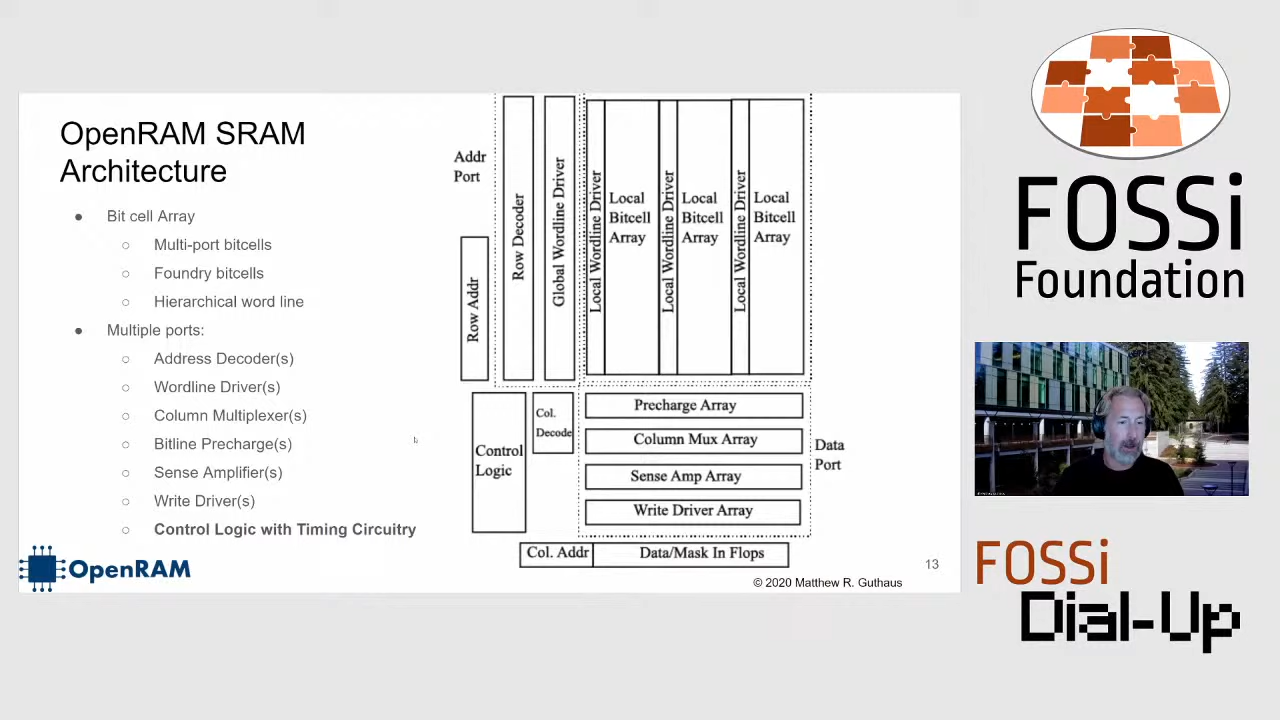 OpenRAM SRAM
Architecture
● Bit cell Array
○ Multi-port bitcells
○ Foundry bitcells
○ Hierarchical word line
● Multiple ports:
○ Address Decoder(s)
○ Wordline Driver(s)
○ Column Multiplexer(s)
○ Bitline Precharge(s)
○ Sense Amplifier(s)
○ Write Driver(s)
○ Control Logic with Timing Circuitry
OpenRAM
Addr
Port
Row Addr
Row Decoder
Global Wordline Driver
Local Wordline Driver
Local
Bitcell
Array
Local Wordline Driver
Local
Bitcell
Array
Local Wordline Driver
Local
Bitcell
Array
Control
Logic
Col.
Decode
Precharge Array
Column Mux Array
Sense Amp Array
Write Driver Array
Data
Port
Col. Addr
Data/Mask In Flops
13
© 2020 Matthew R. Guthaus
FOSSi
Foundation
FOSSi
Dial-Up